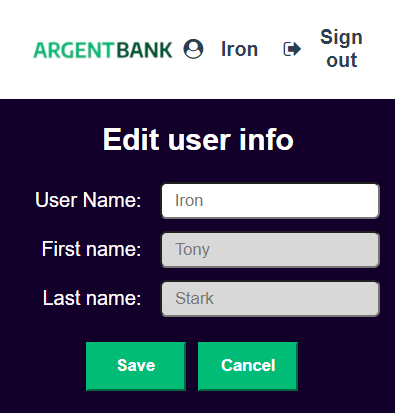 ARGENTBANK Iron Sign out
Edit user info
User Name: Iron
First name: Tony
Last name: Stark
Save Cancel